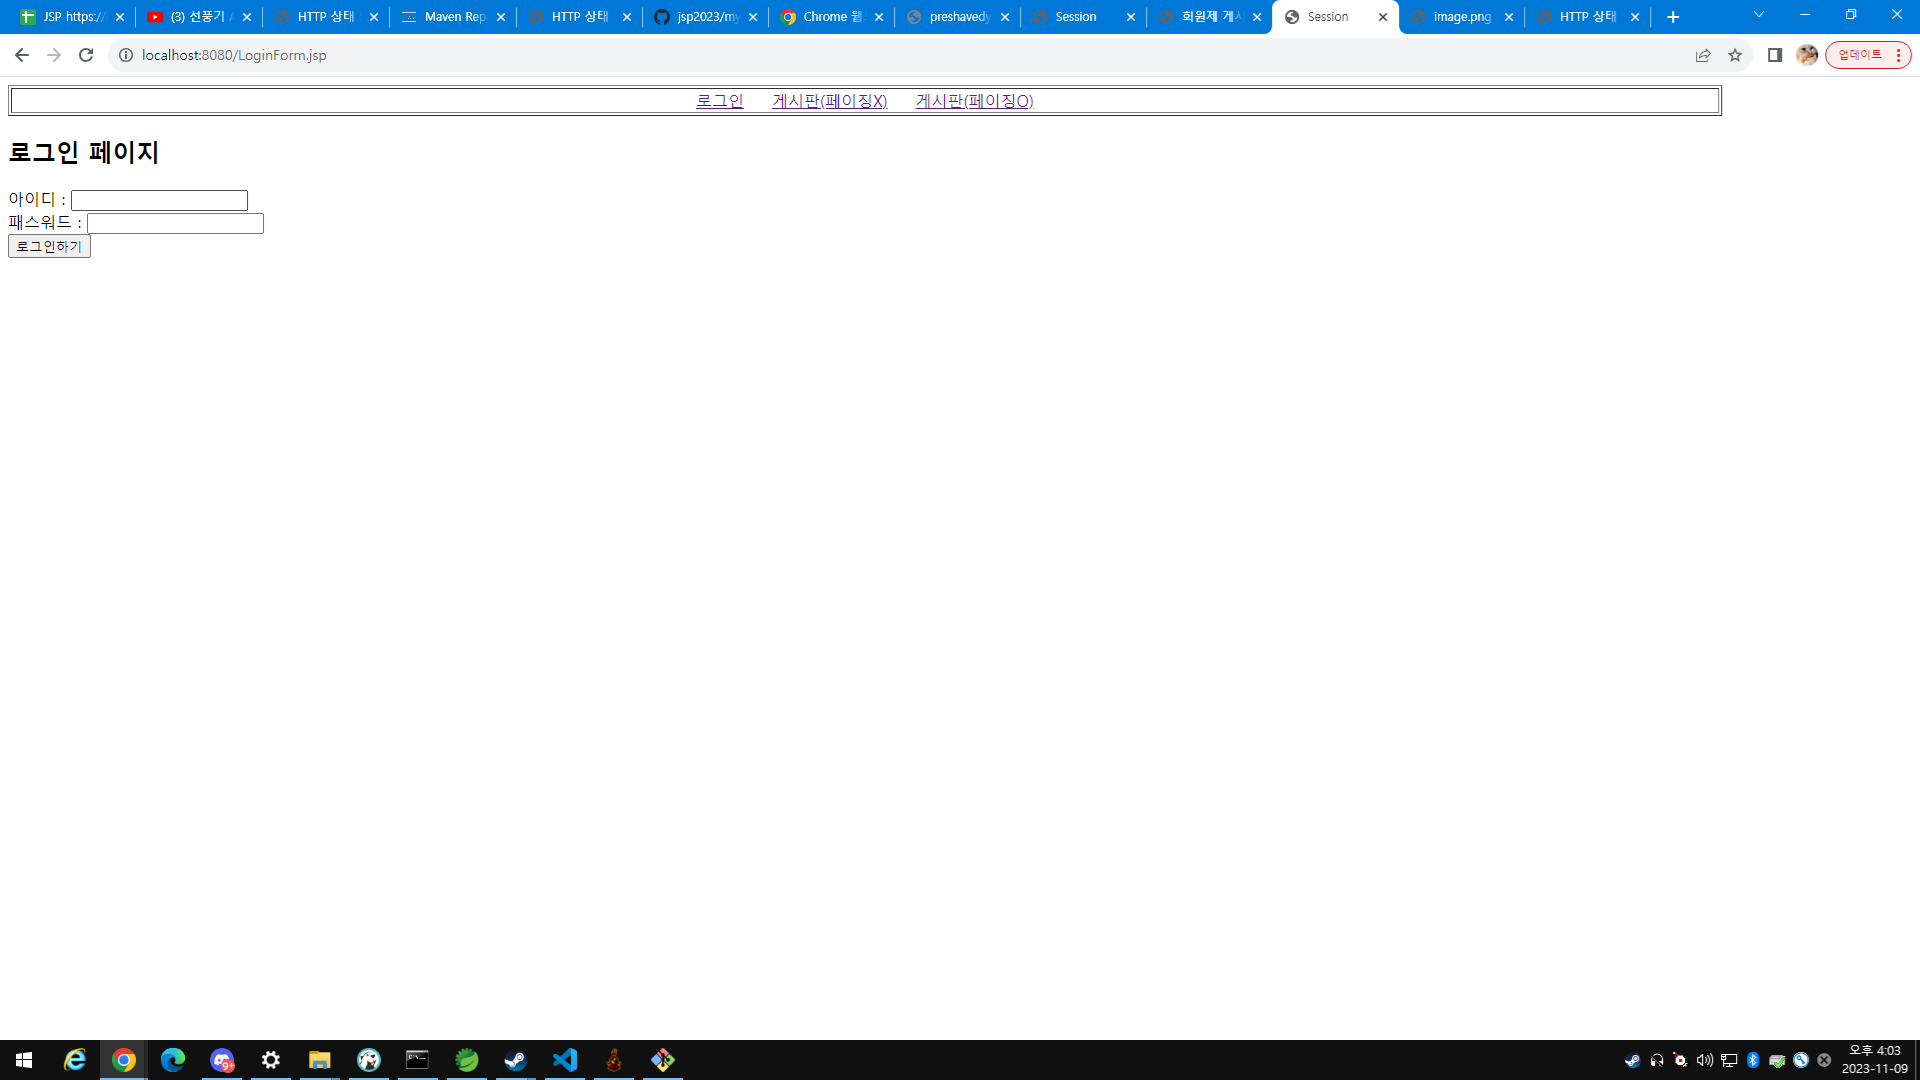 JSP https://
(3) 선풍기
HTTP 상태
Maven Rep
HTTP 상태
jsp2023/my
Chrome 웹
preshavedy
Session
회원제 게시
Session
image.png
HTTP 상태
localhost:8080/LoginForm.jsp
업데이트
로그인 게시판(페이징X) 게시판(페이징O)
로그인 페이지
아이디 :
패스워드 :
로그인하기
9+
오후 4:03
2023-11-09